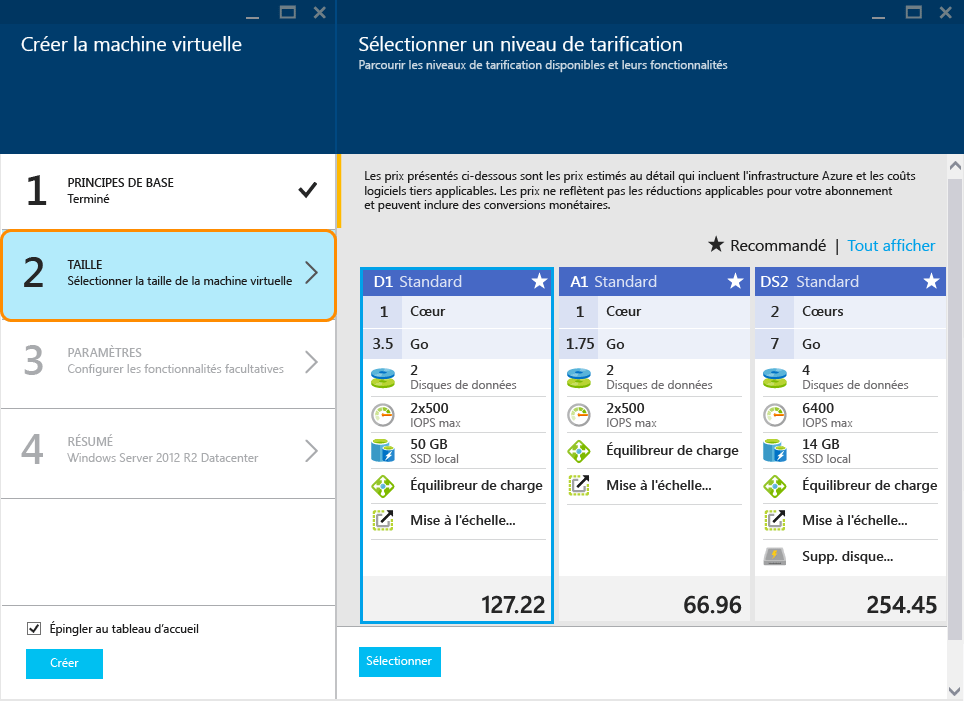 Créer la machine virtuelle
1
PRINCIPES DE BASE
Terminé
2
TAILLE
Sélectionner la taille de la machine virtuelle
3
PARAMÈTRES
Configurer les fonctionnalités facultatives
4
RÉSUMÉ
Windows Server 2012 R2 Datacenter
Épingler au tableau d'accueil
Créer
Sélectionner un niveau de tarification
Parcourir les niveaux de tarification disponibles et leurs fonctionnalités
Les prix présentés ci-dessous sont les prix estimés au détail qui incluent l'infrastructure Azure et les coûts
logiciels tiers applicables. Les prix ne reflètent pas les réductions applicables pour votre abonnement
et peuvent inclure des conversions monétaires.
Recommandé | Tout afficher
D1 Standard
1 Cœur
3.5 Go
2
Disques de données
2x500
IOPS max
50 GB
SSD local
Équilibreur de charge
Mise à l'échelle...
127.22
A1 Standard
1 Cœur
1.75 Go
2
Disques de données
2x500
IOPS max
Équilibreur de charge
Mise à l'échelle...
66.96
DS2 Standard
2 Cœurs
7 Go
4
Disques de données
6400
IOPS max
14 GB
SSD local
Équilibreur de charge
Mise à l'échelle...
Supp. disque...
254.45
Sélectionner